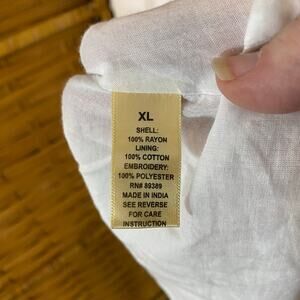 XL
SHELL:
100% RAYON
LINING:
100% COTTON
EMBROIDERY:
100% POLYESTER
RN# 89389
MADE IN INDIA
SEE REVERSE
FOR CARE
INSTRUCTION